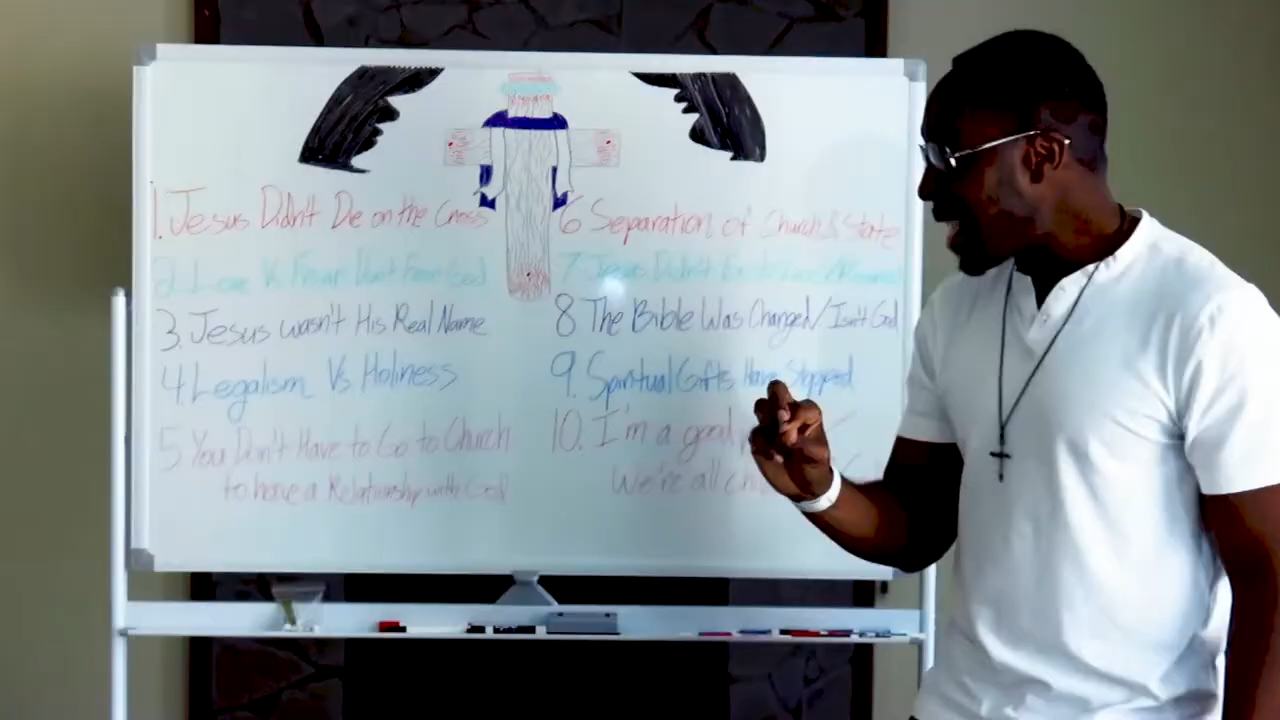 1. Jesus Didn't Die on the Cross
2. Love Vs Fear Don't Fear God
3. Jesus wasn't His Real Name
4 Legalism Vs Holiness
5 You Don't Have to Go to Church
to have a Relationship with God
6 Separation of Church & State
7. Jesus Didn't
8 The Bible Was Changed/Isn't God
9. Spiritual Gifts Have Stopped
10. I'm a good
We're all